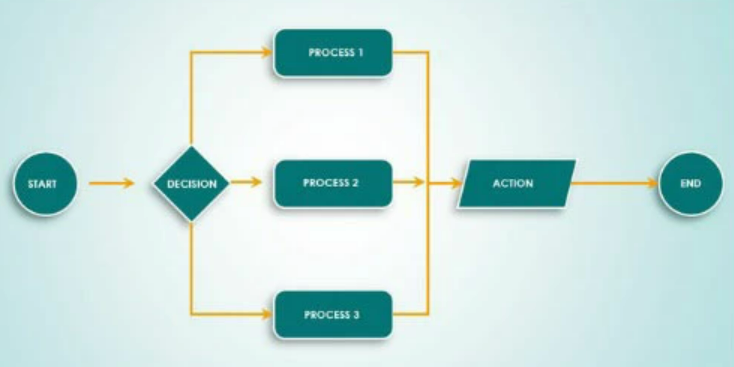 START
DECISION
PROCESS 1
PROCESS 2
PROCESS 3
ACTION
END